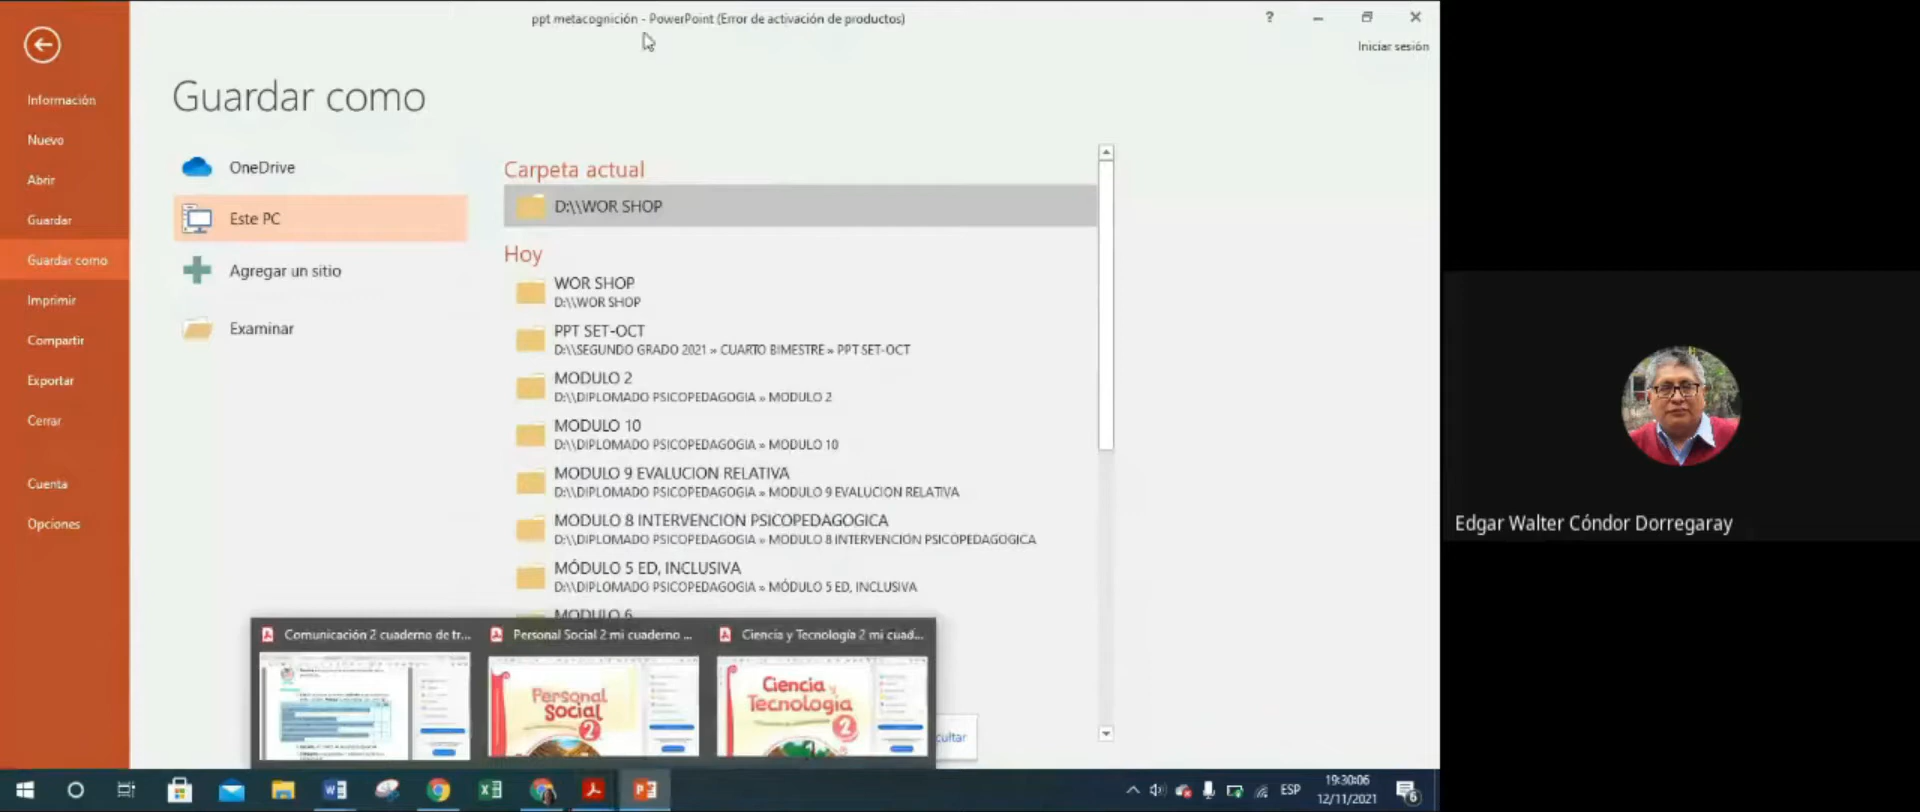 ppt metacognición - PowerPoint (Error de activación de productos)
?
Iniciar sesión
Información
Nuevo
Abrir
Guardar
Guardar como
Imprimir
Compartir
Exportar
Cerrar
Cuenta
Opciones
Guardar como
OneDrive
Este PC
Agregar un sitio
Examinar
Carpeta actual
D:\\WOR SHOP
Hoy
WOR SHOP
D:\\WOR SHOP
PPT SET-OCT
D:\\SEGUNDO GRADO 2021 » CUARTO BIMESTRE » PPT SET-OCT
MODULO 2
D:\\DIPLOMADO PSICOPEDAGOGIA » MODULO 2
MODULO 10
D:\\DIPLOMADO PSICOPEDAGOGIA » MODULO 10
MODULO 9 EVALUCION RELATIVA
D:\\DIPLOMADO PSICOPEDAGOGIA » MODULO 9 EVALUCION RELATIVA
MODULO 8 INTERVENCION PSICOPEDAGOGICA
D:\\DIPLOMADO PSICOPEDAGOGIA » MODULO 8 INTERVENCION PSICOPEDAGOGICA
MÓDULO 5 ED, INCLUSIVA
D:\\DIPLOMADO PSICOPEDAGOGIA » MÓDULO 5 ED, INCLUSIVA
MODULO 6
Comunicación 2 cuaderno de tr...
Personal Social 2 mi cuaderno ...
Ciencia y Tecnología 2 mi cuad...
Personal
Social
2
Ciencia y
Tecnología
2
cultar
ESP
19:30:06
12/11/2021
Edgar Walter Cóndor Dorregaray